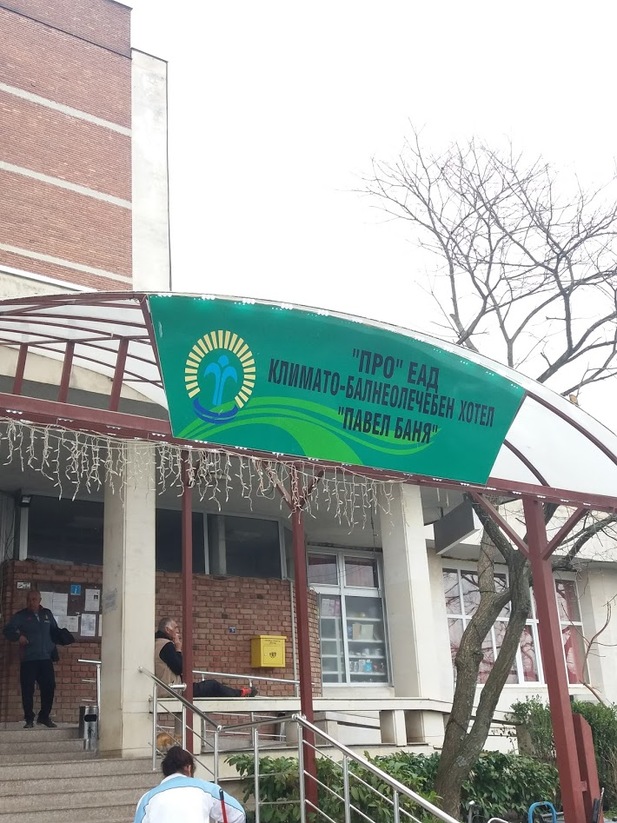 "ПРО" ЕАД
КЛИМАТО-БАЛНЕОЛЕЧЕБЕН ХОТЕЛ
"ПАВЕЛ БАНЯ"